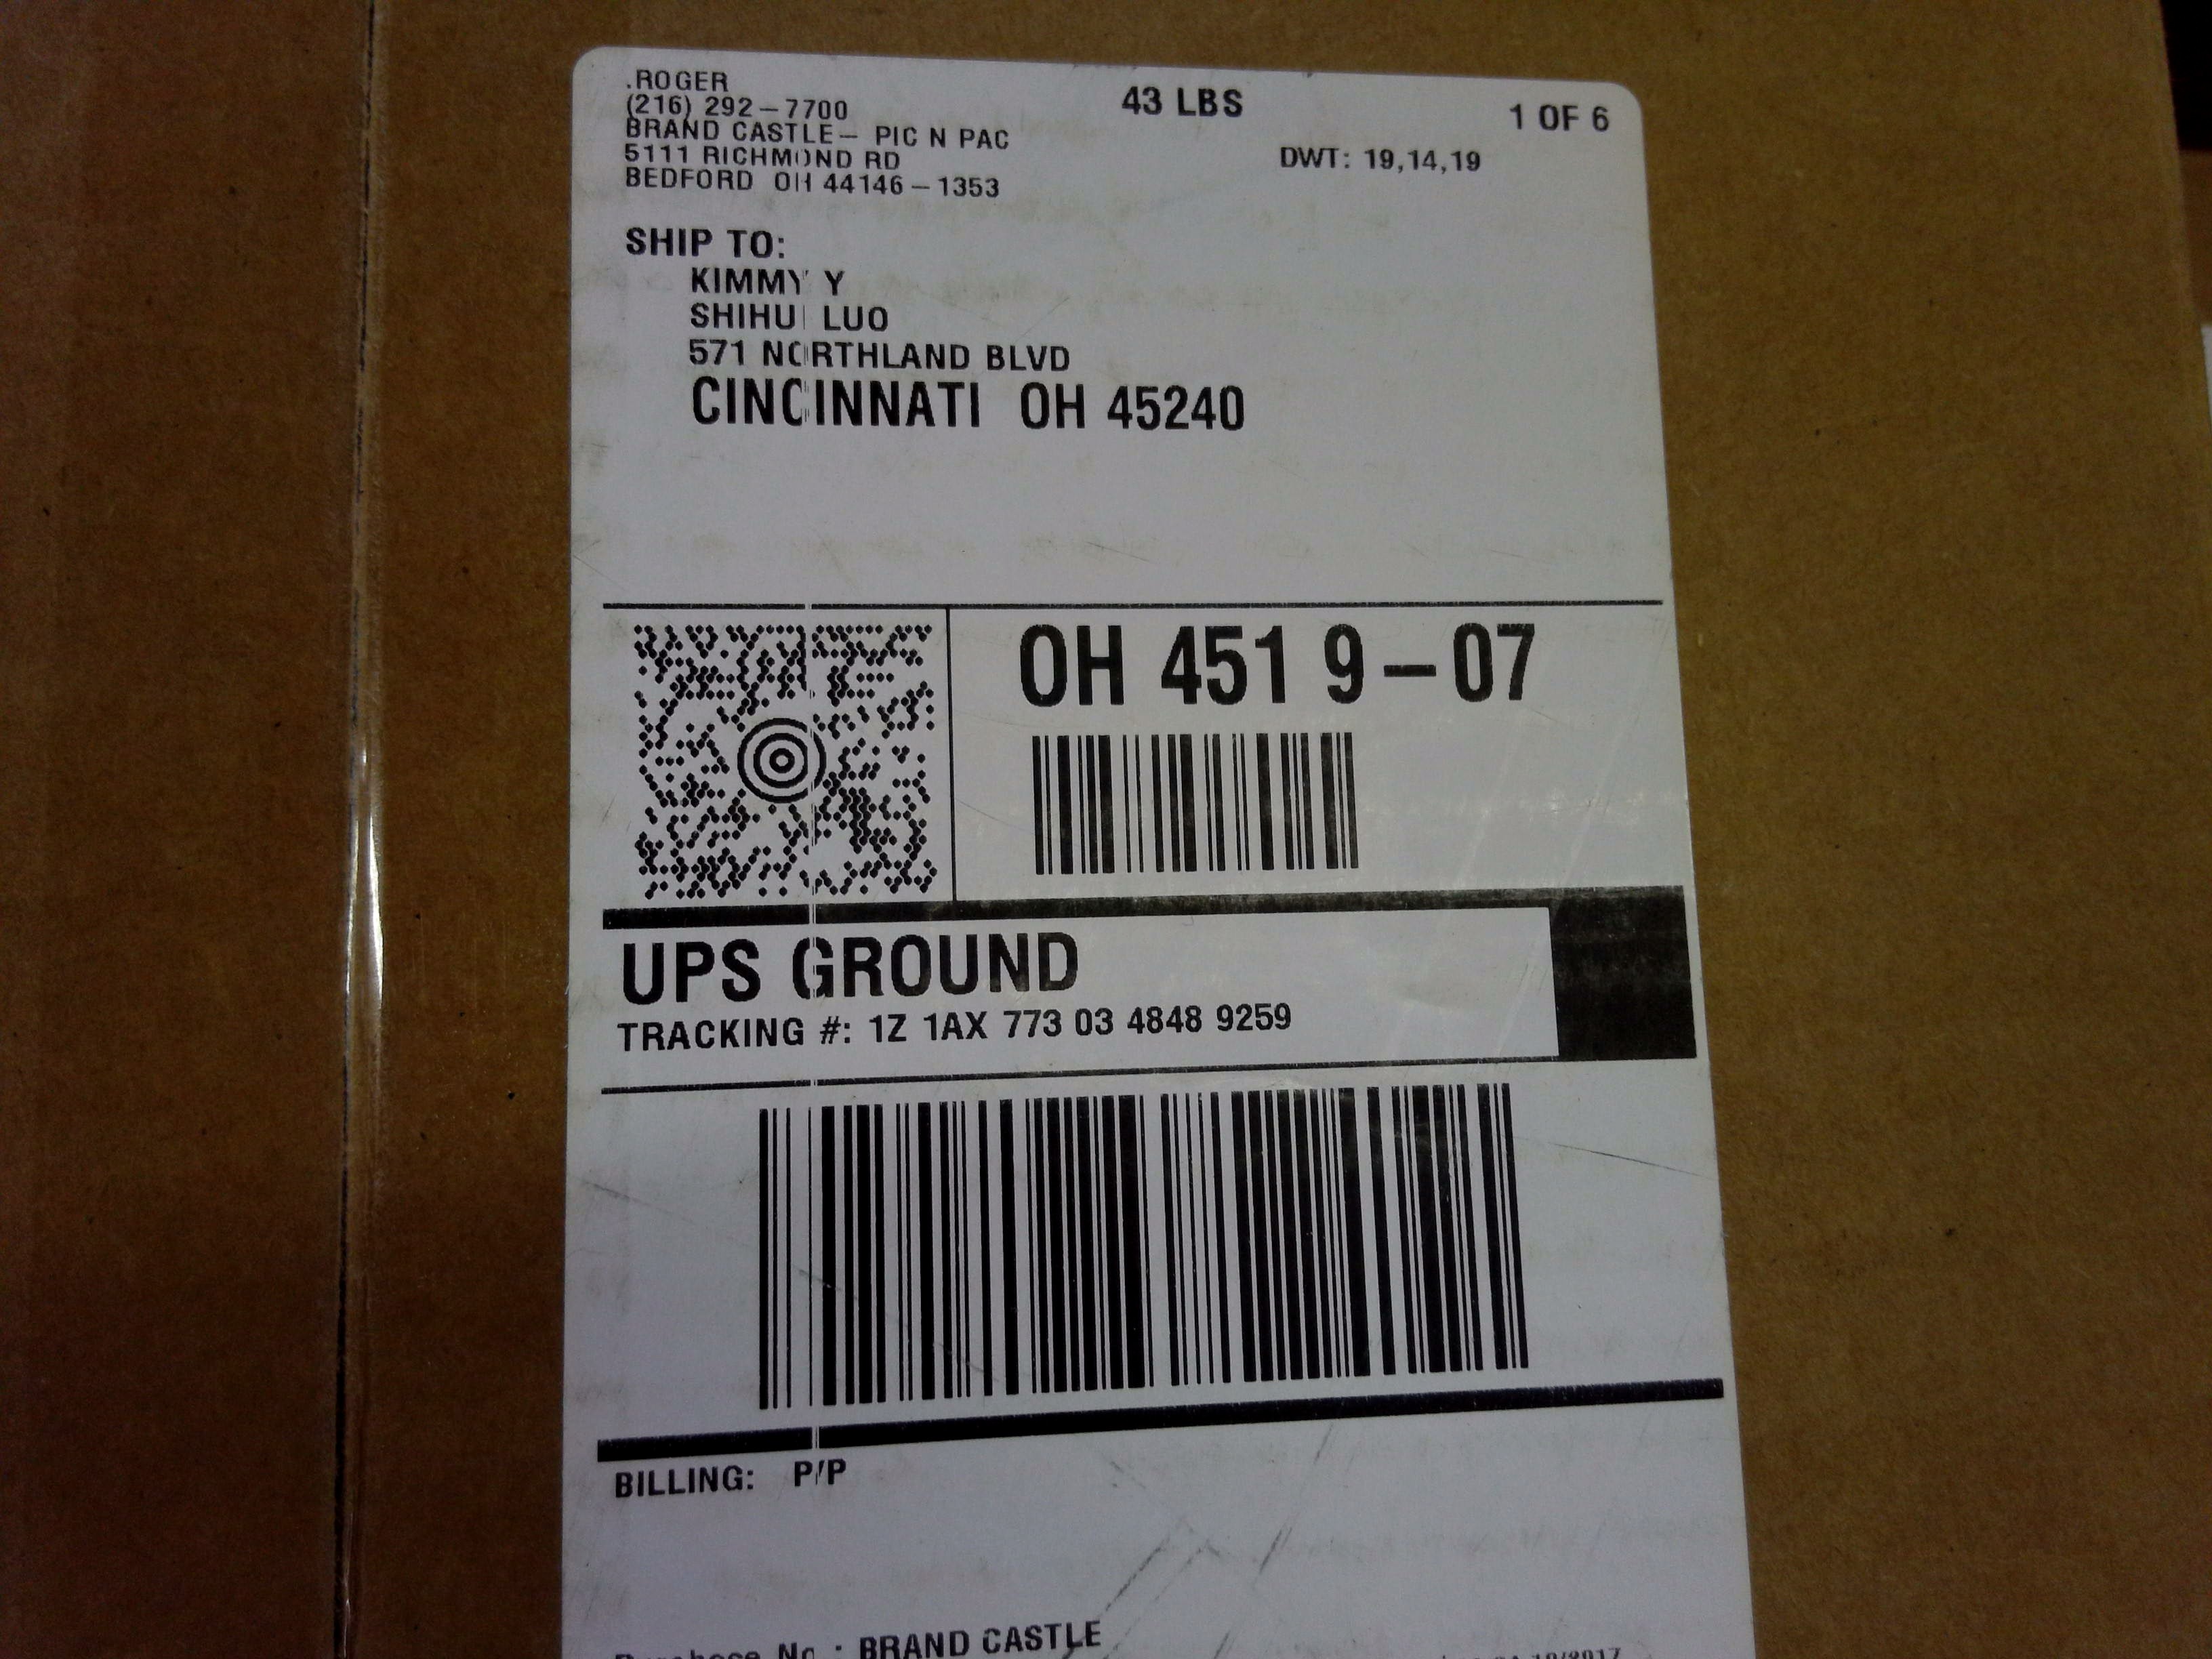 .ROGER
(216) 292-7700
BRAND CASTLE- PIC N PAC
5111 RICHMOND RD
BEDFORD OH 44146-1353
43 LBS
1 OF 6
DWT: 19,14,19
SHIP TO:
KIMMY Y
SHIHUI LUO
571 NORTHLAND BLVD
CINCINNATI OH 45240
OH 451 9-07
UPS GROUND
TRACKING #: 1Z 1AX 773 03 4848 9259
BILLING: P/P
Purchase No.: BRAND CASTLE